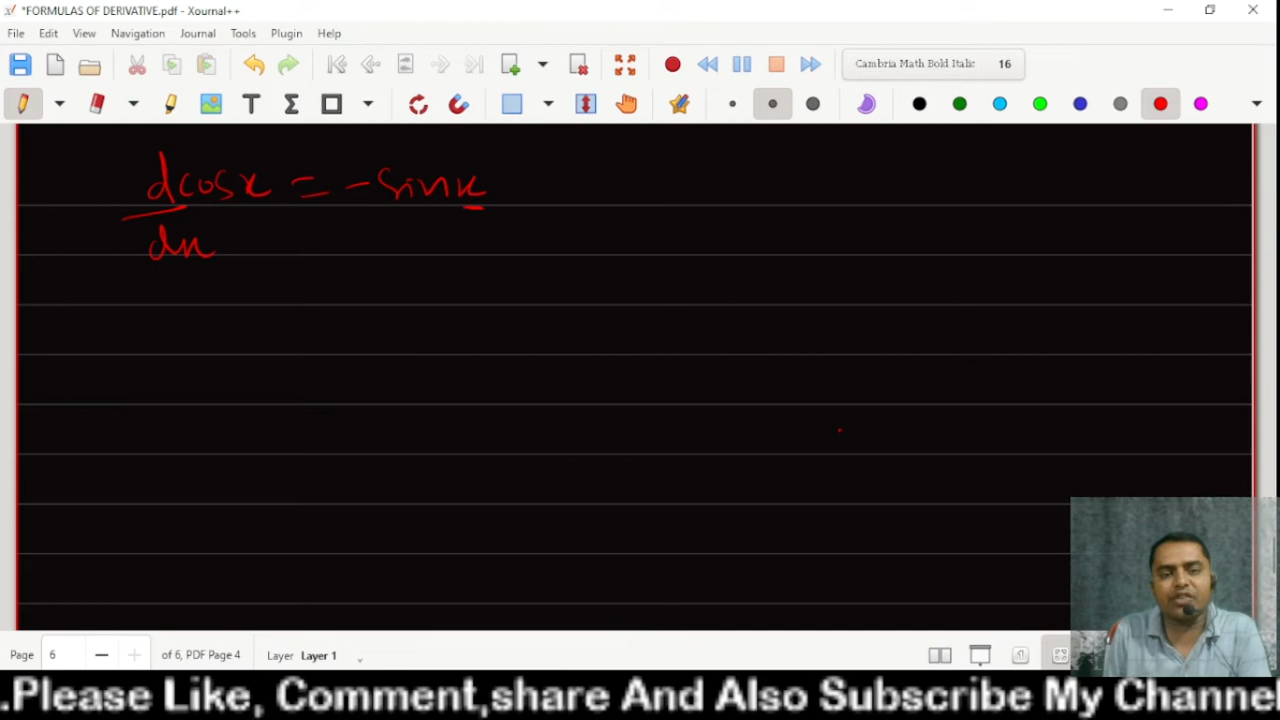 *FORMULAS OF DERIVATIVE.pdf - Xournal++
File Edit View Navigation Journal Tools Plugin Help
Cambria Math Bold Italic 16
dcosx = -sinx
dx
Page 6 of 6, PDF Page 4 Layer Layer 1
.Please Like, Comment,share And Also Subscribe My Channel